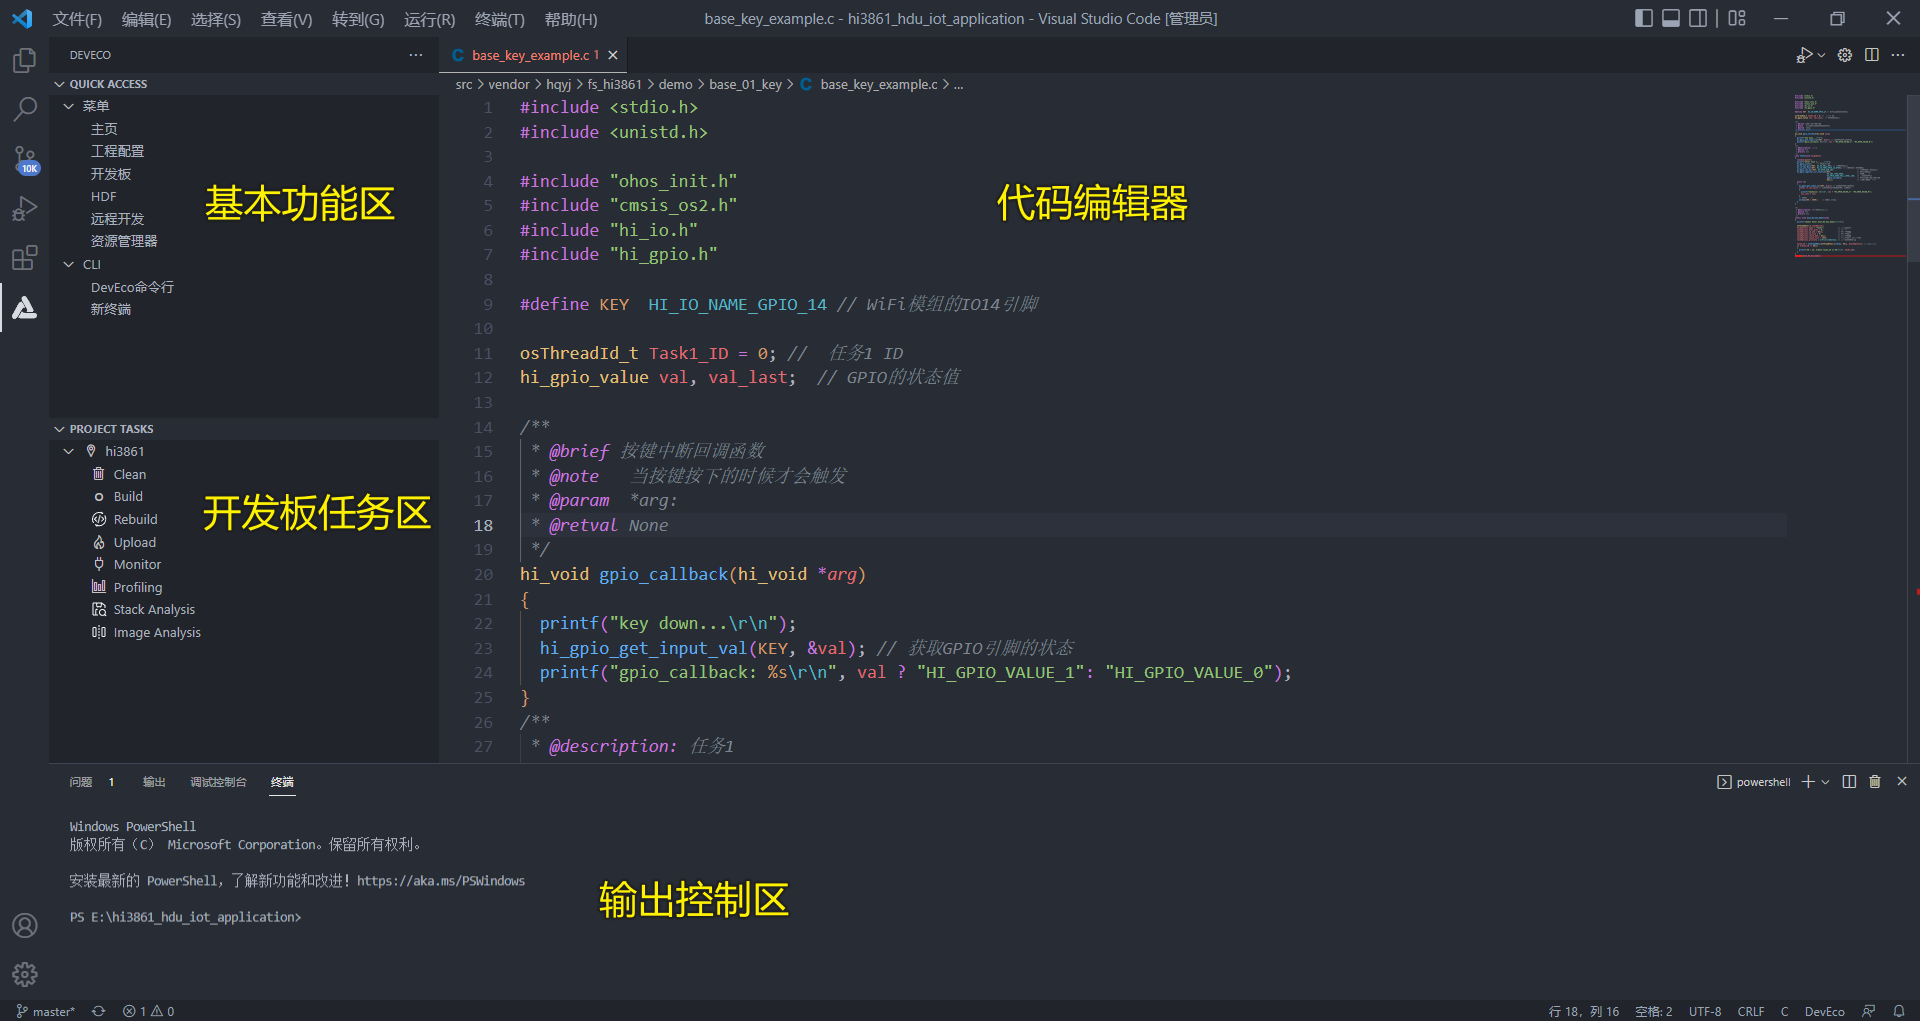 文件(F) 编辑(E) 选择(S) 查看(V) 转到(G) 运行(R) 终端(T) 帮助(H) base_key_example.c - hi3861_hdu_iot_application - Visual Studio Code [管理员]
DEVECO
QUICK ACCESS
菜单
主页
工程配置
开发板
HDF
远程开发
资源管理器
CLI
DevEco命令行
新终端
10K
基本功能区
PROJECT TASKS
hi3861
Clean
Build
Rebuild
Upload
Monitor
Profiling
Stack Analysis
Image Analysis
开发板任务区
base_key_example.c 1
src > vendor > hqyj > fs_hi3861 > demo > base_01_key > C base_key_example.c > ...
代码编辑器
1 #include <stdio.h>
2 #include <unistd.h>
3
4 #include "ohos_init.h"
5 #include "cmsis_os2.h"
6 #include "hi_io.h"
7 #include "hi_gpio.h"
8
9 #define KEY HI_IO_NAME_GPIO_14 // WiFi模组的IO14引脚
10
11 osThreadId_t Task1_ID = 0; // 任务1 ID
12 hi_gpio_value val, val_last; // GPIO的状态值
13
14 /**
15 * @brief 按键中断回调函数
16 * @note 当按键按下的时候才会触发
17 * @param *arg:
18 * @retval None
19 */
20 hi_void gpio_callback(hi_void *arg)
21 {
22 printf("key down...\r\n");
23 hi_gpio_get_input_val(KEY, &val); // 获取GPIO引脚的状态
24 printf("gpio_callback: %s\r\n", val ? "HI_GPIO_VALUE_1": "HI_GPIO_VALUE_0");
25 }
26 /**
27 * @description: 任务1
问题 1 输出 调试控制台 终端 powershell
Windows PowerShell
版权所有（C） Microsoft Corporation。保留所有权利。
安装最新的 PowerShell，了解新功能和改进！https://aka.ms/PSWindows
PS E:\hi3861_hdu_iot_application>
输出控制区
master* 1 0 行 18，列 16 空格: 2 UTF-8 CRLF C DevEco